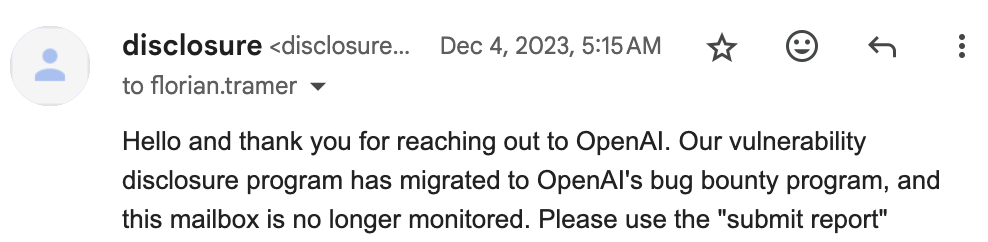 disclosure <disclosure... Dec 4, 2023, 5:15 AM
to florian.tramer
Hello and thank you for reaching out to OpenAI. Our vulnerability
disclosure program has migrated to OpenAI's bug bounty program, and
this mailbox is no longer monitored. Please use the "submit report"